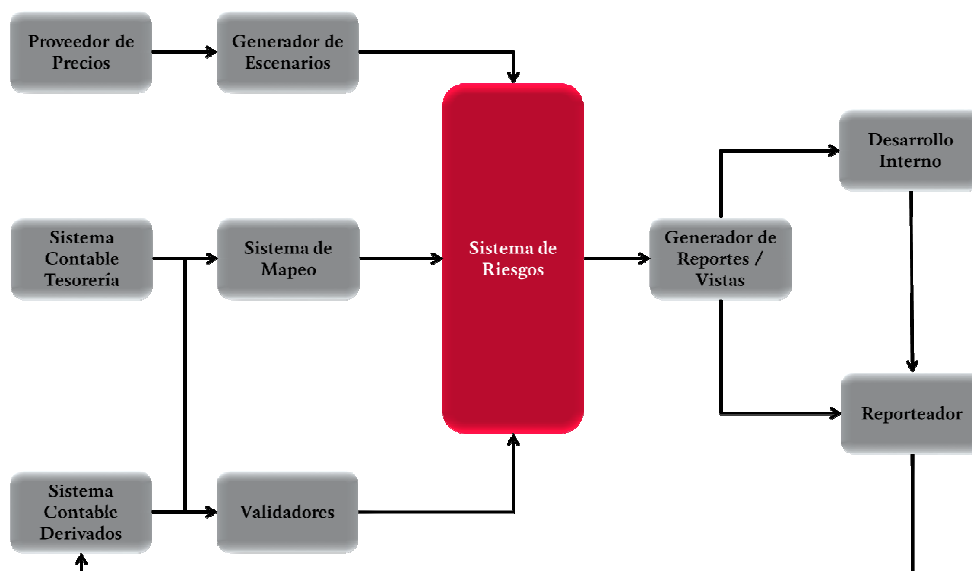 Proveedor de
Precios
Generador de
Escenarios
Desarrollo
Interno
Sistema
Contable
Tesorería
Sistema de
Mapeo
Sistema de
Riesgos
Generador de
Reportes /
Vistas
Reporteador
Sistema
Contable
Derivados
Validadores